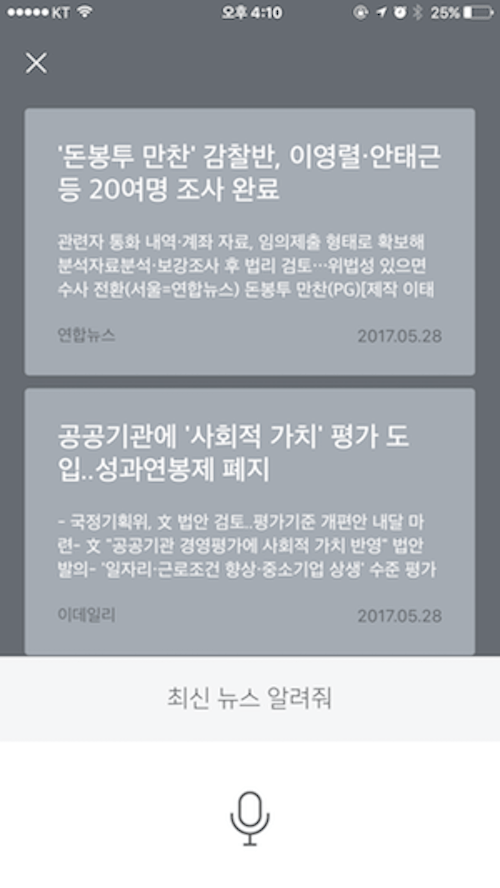 KT 오후 4:10 25%
'돈봉투 만찬' 감찰반, 이영렬·안태근
등 20여명 조사 완료
관련자 통화 내역·계좌 자료, 임의제출 형태로 확보해
분석자료분석·보강조사 후 법리 검토…위법성 있으면
수사 전환(서울=연합뉴스) 돈봉투 만찬(PG)[제작 이태
연합뉴스 2017.05.28
공공기관에 '사회적 가치' 평가 도
입..성과연봉제 폐지
- 국정기획위, 文 법안 검토..평가기준 개편안 내달 마
련- 文 "공공기관 경영평가에 사회적 가치 반영" 법안
발의- '일자리·근로조건 향상·중소기업 상생' 수준 평가
이데일리 2017.05.28
최신 뉴스 알려줘